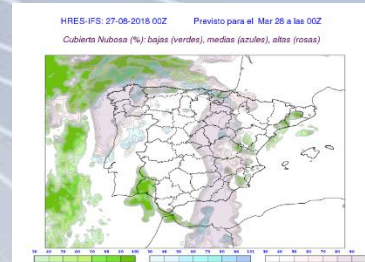 HRES-IFS: 27-08-2018 00Z Previsto para el Mar 28 a las 00Z
Cubierta Nubosa (%): bajas (verdes), medias (azules), altas (rosas)